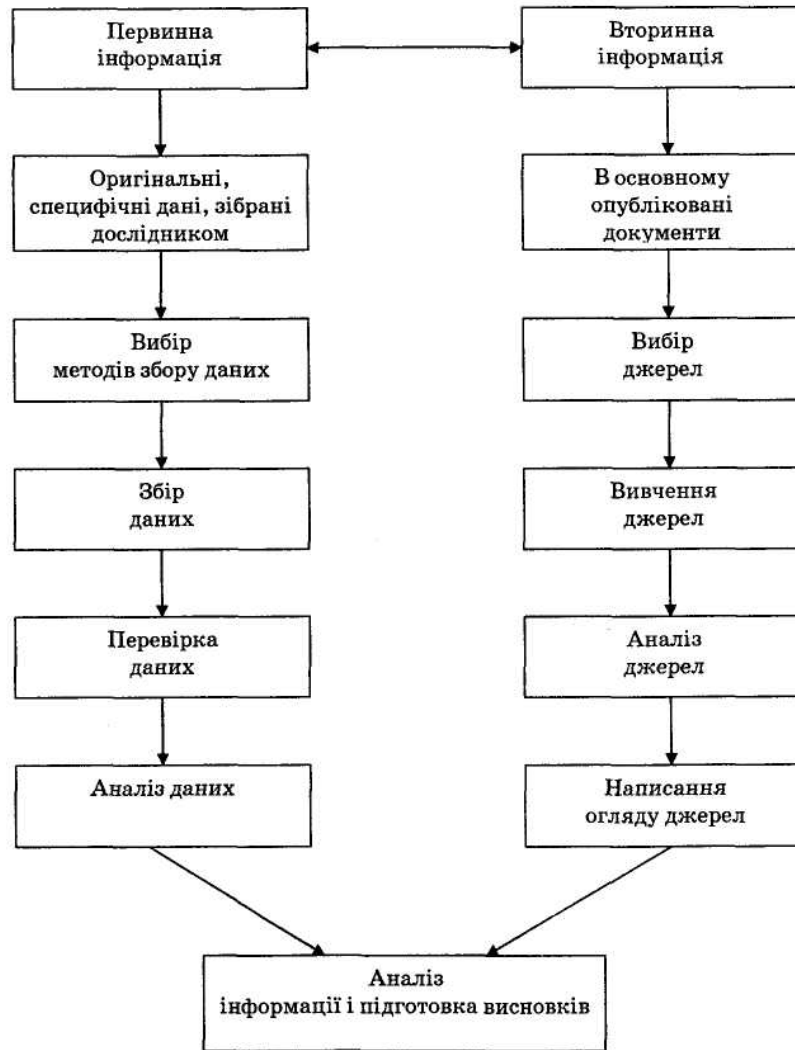 Первинна
інформація
Вторинна
інформація
Оригінальні,
специфічні дані, зібрані
дослідником
В основному
опубліковані
документи
Вибір
методів збору даних
Вибір
джерел
Збір
даних
Вивчення
джерел
Перевірка
даних
Аналіз
джерел
Аналіз даних
Написання
огляду джерел
Аналіз
інформації і підготовка висновків